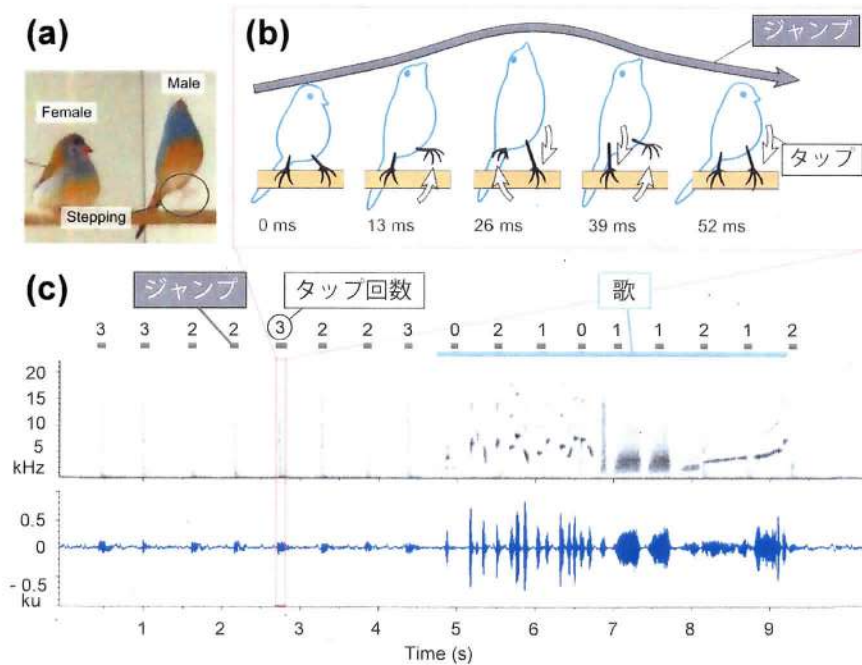 (a)
Female
Male
Stepping
(b)
ジャンプ
タップ
0 ms 13 ms 26 ms 39 ms 52 ms
(c)
ジャンプ
タップ回数
歌
3 3 2 2 3 2 2 3 0 2 1 0 1 1 2 1 2
20
15
10
5
kHz
0.5
0
- 0.5
ku
1 2 3 4 5 6 7 8 9
Time (s)